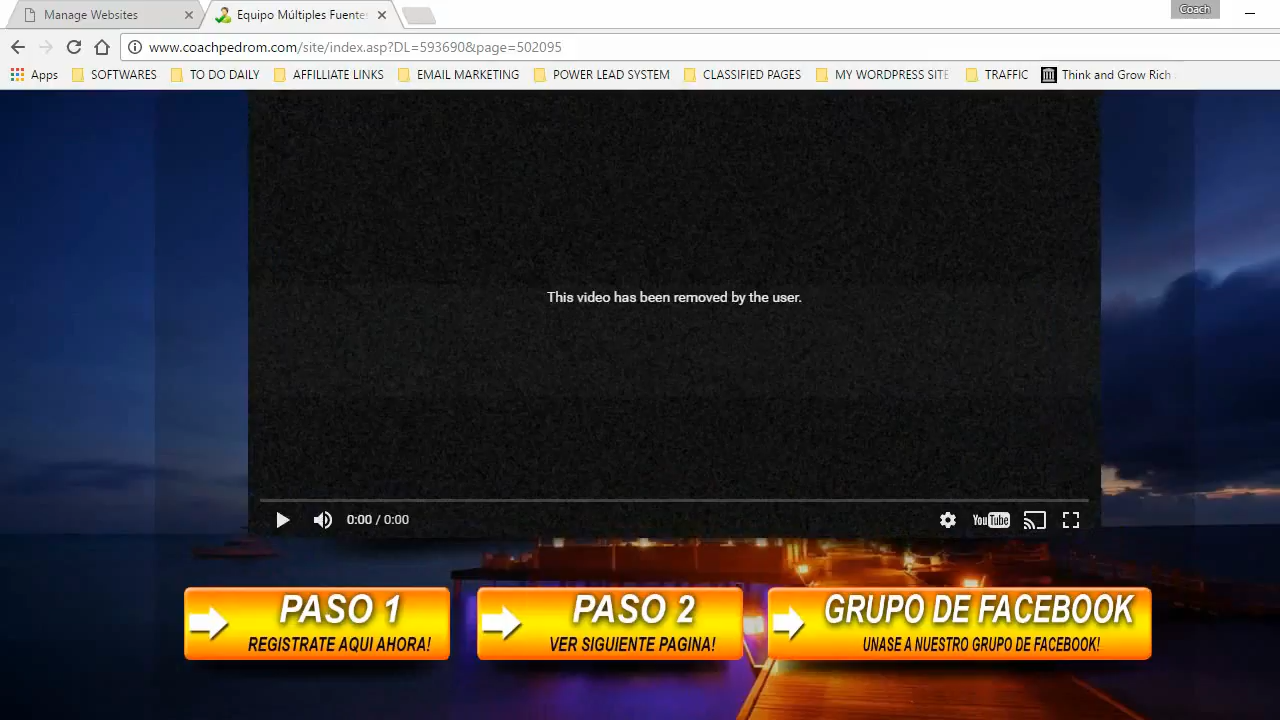 Manage Websites
Equipo Múltiples Fuente
Coach
www.coachpedrom.com/site/index.asp?DL=593690&page=502095
Apps
SOFTWARES
TO DO DAILY
AFFILLIATE LINKS
EMAIL MARKETING
POWER LEAD SYSTEM
CLASSIFIED PAGES
MY WORDPRESS SITE
TRAFFIC
Think and Grow Rich
This video has been removed by the user.
0:00 / 0:00
YouTube
PASO 1
REGISTRATE AQUI AHORA!
PASO 2
VER SIGUIENTE PAGINA!
GRUPO DE FACEBOOK
UNASE A NUESTRO GRUPO DE FACEBOOK!